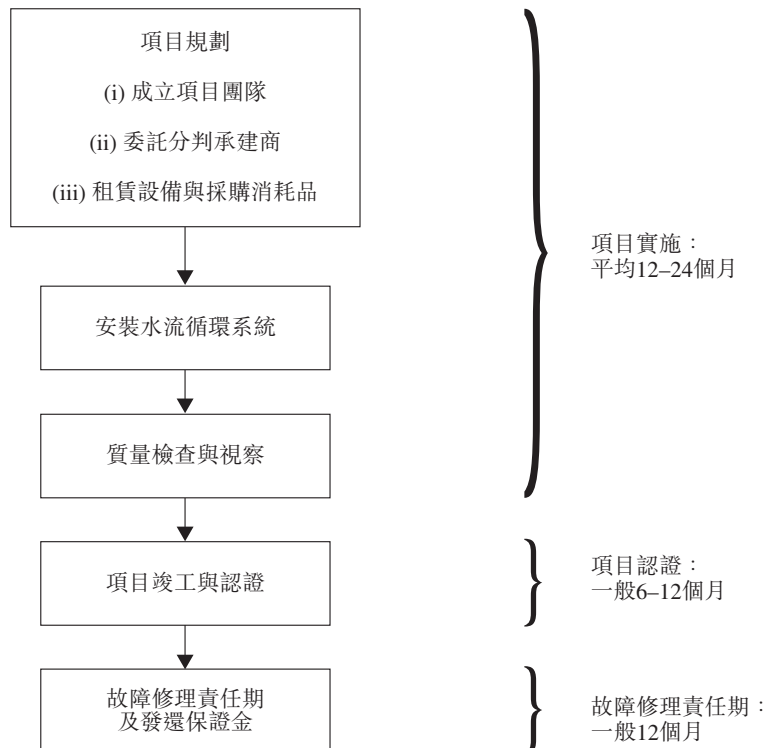 項目規劃
(i) 成立項目團隊
(ii) 委託分判承建商
(iii) 租賃設備與採購消耗品
項目實施：
平均12–24個月
安裝水流循環系統
質量檢查與視察
項目竣工與認證
項目認證：
一般6–12個月
故障修理責任期
及發還保證金
故障修理責任期：
一般12個月